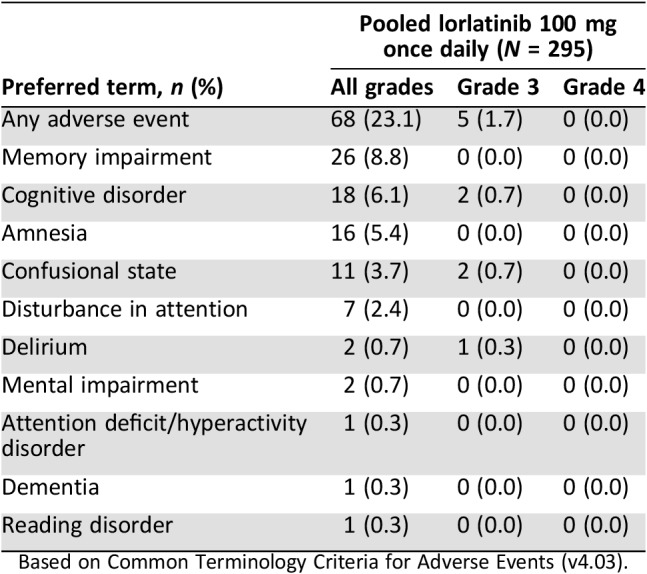 Pooled lorlatinib 100 mg
once daily (N = 295)
Preferred term, n (%) All grades Grade 3 Grade 4
Any adverse event 68 (23.1) 5 (1.7) 0 (0.0)
Memory impairment 26 (8.8) 0 (0.0) 0 (0.0)
Cognitive disorder 18 (6.1) 2 (0.7) 0 (0.0)
Amnesia 16 (5.4) 0 (0.0) 0 (0.0)
Confusional state 11 (3.7) 2 (0.7) 0 (0.0)
Disturbance in attention 7 (2.4) 0 (0.0) 0 (0.0)
Delirium 2 (0.7) 1 (0.3) 0 (0.0)
Mental impairment 2 (0.7) 0 (0.0) 0 (0.0)
Attention deficit/hyperactivity 1 (0.3) 0 (0.0) 0 (0.0)
disorder
Dementia 1 (0.3) 0 (0.0) 0 (0.0)
Reading disorder 1 (0.3) 0 (0.0) 0 (0.0)
Based on Common Terminology Criteria for Adverse Events (v4.03).